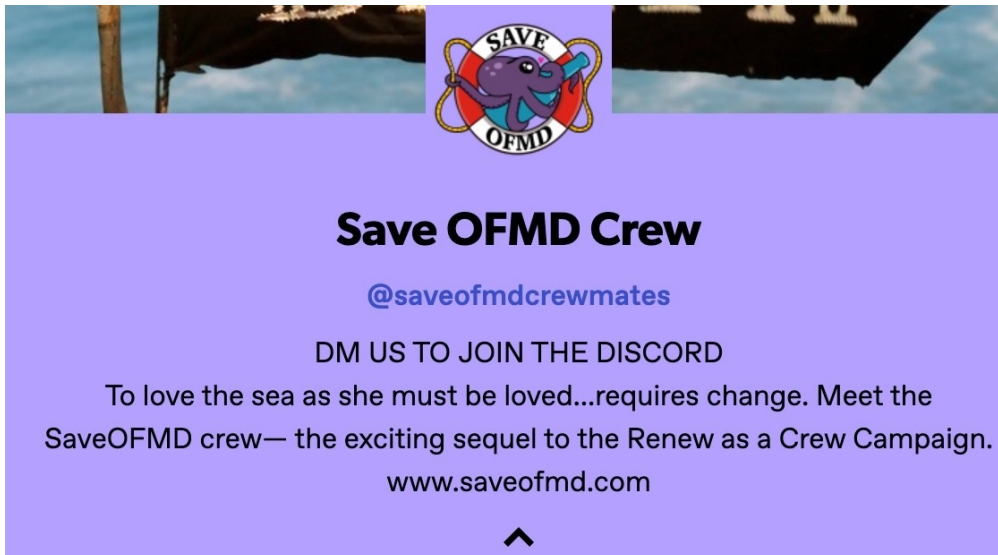 SAVE
OFMD
Save OFMD Crew
@saveofmdcrewmates
DM US TO JOIN THE DISCORD
To love the sea as she must be loved...requires change. Meet the
SaveOFMD crew— the exciting sequel to the Renew as a Crew Campaign.
www.saveofmd.com